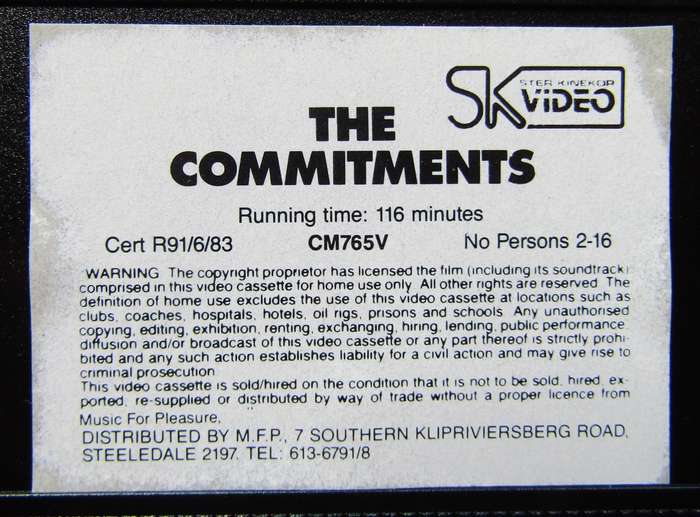 SK STER KINEKOR
VIDEO
THE
COMMITMENTS
Running time: 116 minutes
Cert R91/6/83 CM765V No Persons 2-16
WARNING The copyright proprietor has licensed the film (including its soundtrack)
comprised in this video cassette for home use only. All other rights are reserved The
definition of home use excludes the use of this video cassette at locations such as
clubs, coaches, hospitals, hotels, oil rigs, prisons and schools Any unauthorised
copying, editing, exhibition, renting, exchanging, hiring, lending, public performance
diffusion and/or broadcast of this video cassette or any part thereof is strictly prohi-
bited and any such action establishes liability for a civil action and may give rise to
criminal prosecution
This video cassette is sold/hired on the condition that it is not to be sold, hired, ex-
ported, re-supplied or distributed by way of trade without a proper licence from
Music For Pleasure,
DISTRIBUTED BY M.F.P., 7 SOUTHERN KLIPRIVIERSBERG ROAD,
STEELEDALE 2197. TEL: 613-6791/8